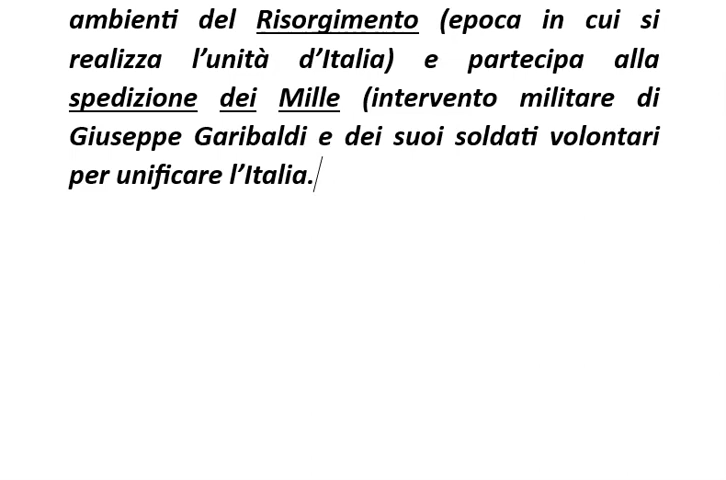 ambienti del Risorgimento (epoca in cui si
realizza l’unità d’Italia) e partecipa alla
spedizione dei Mille (intervento militare di
Giuseppe Garibaldi e dei suoi soldati volontari
per unificare l’Italia.